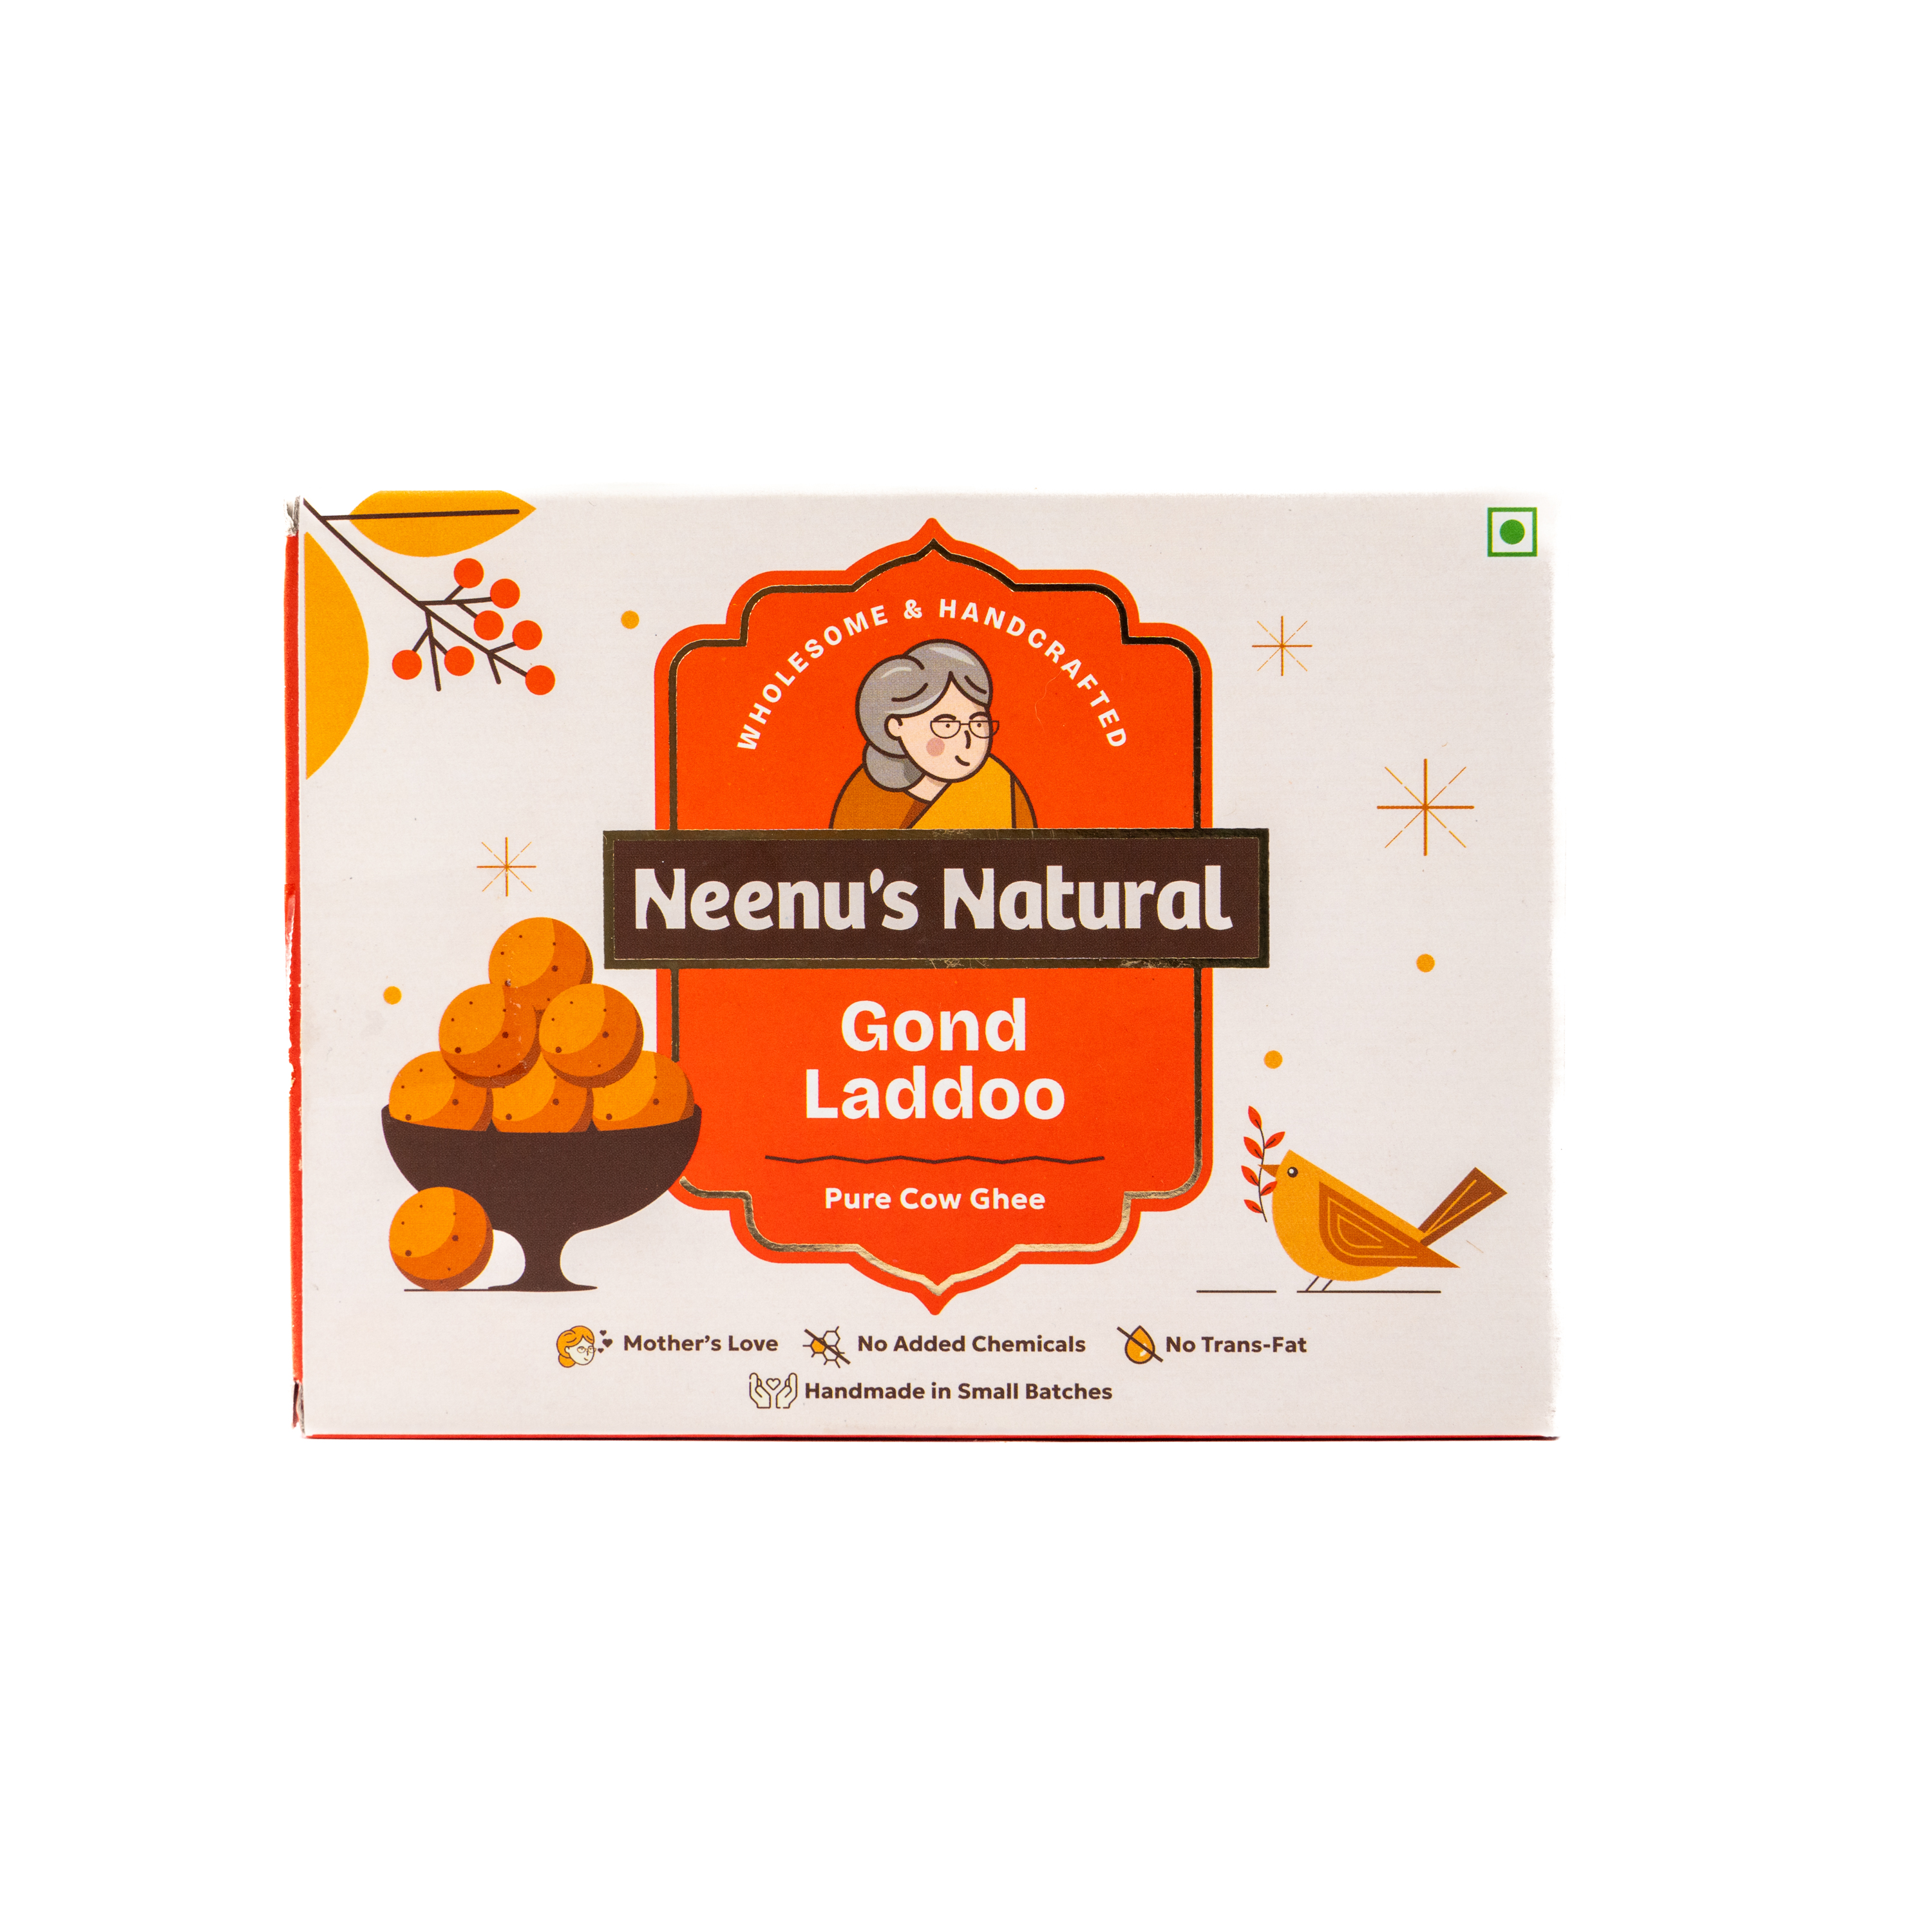 WHOLESOME & HANDCRAFTED
Neenu's Natural
Gond
Laddoo
Pure Cow Ghee
Mother's Love No Added Chemicals No Trans-Fat
Handmade in Small Batches